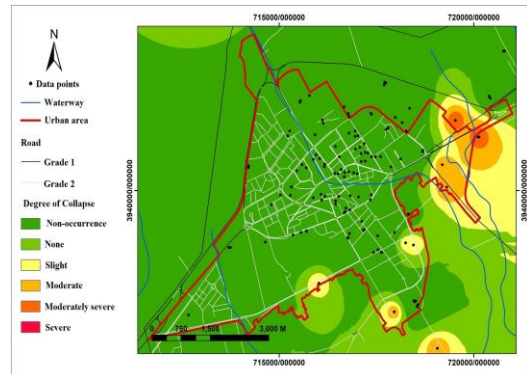 715000/000000
720000/000000
N
Data points
Waterway
Urban area
Road
Grade 1
Grade 2
Degree of Collapse
Non-occurrence
None
Slight
Moderate
Moderately severe
Severe
3940000/000000
3940000/000000
0 750 1,500 3,000 M
715000/000000
720000/000000